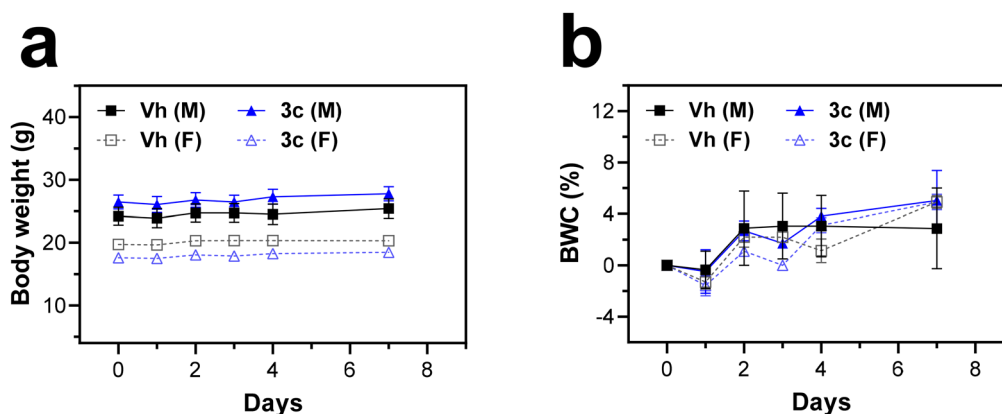 a
Vh (M)
3c (M)
Vh (F)
3c (F)
Body weight (g)
40
30
20
10
0
2
4
6
8
Days
b
Vh (M)
3c (M)
Vh (F)
3c (F)
BWC (%)
12
8
4
0
-4
0
2
4
6
8
Days